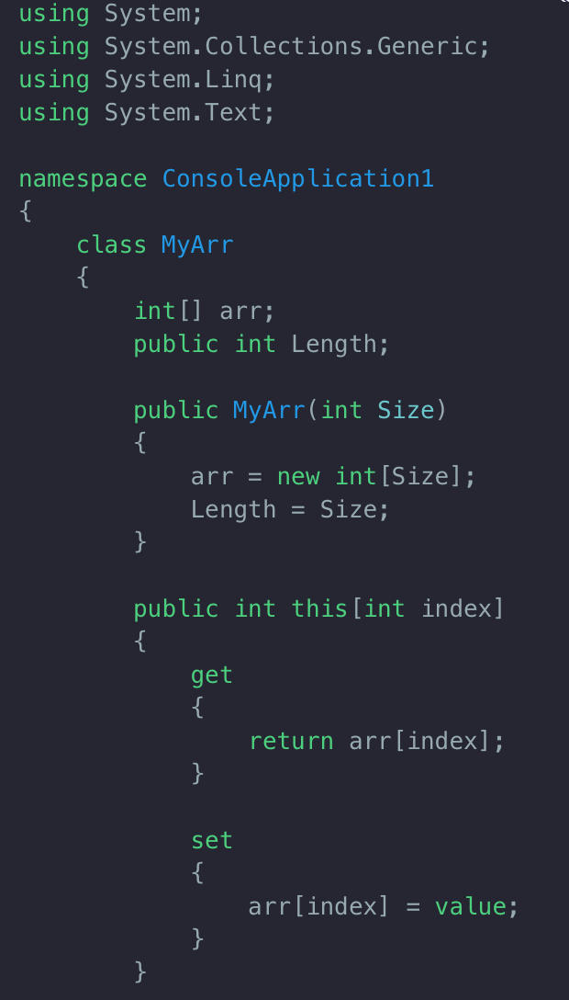 using System;
using System.Collections.Generic;
using System.Linq;
using System.Text;

namespace ConsoleApplication1
{
    class MyArr
    {
        int[] arr;
        public int Length;

        public MyArr(int Size)
        {
            arr = new int[Size];
            Length = Size;
        }

        public int this[int index]
        {
            get
            {
                return arr[index];
            }

            set
            {
                arr[index] = value;
            }
        }